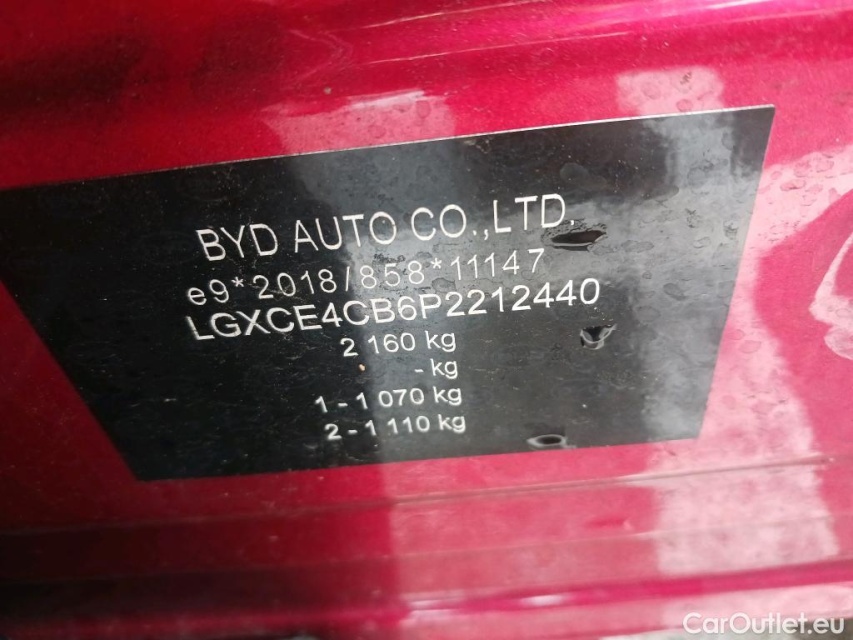 BYD AUTO CO.,LTD.
e9*2018/858*11147
LGXCE4CB6P2212440
2 160 kg
- kg
1 - 1 070 kg
2 - 1 110 kg
CarOutlet.eu